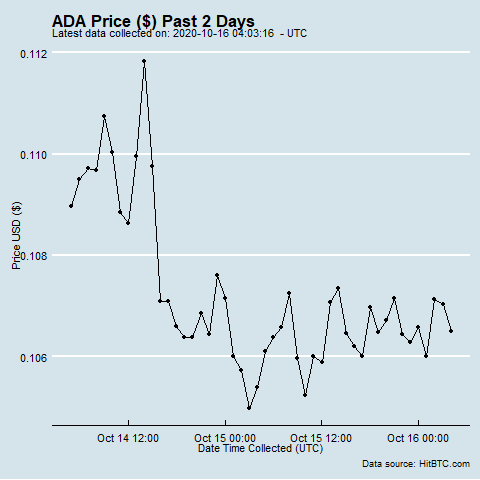 ADA Price ($) Past 2 Days
Latest data collected on: 2020-10-16 04:03:16 - UTC
0.112
0.110
0.108
0.106
Price USD ($)
Oct 14 12:00
Oct 15 00:00
Oct 15 12:00
Oct 16 00:00
Date Time Collected (UTC)
Data source: HitBTC.com